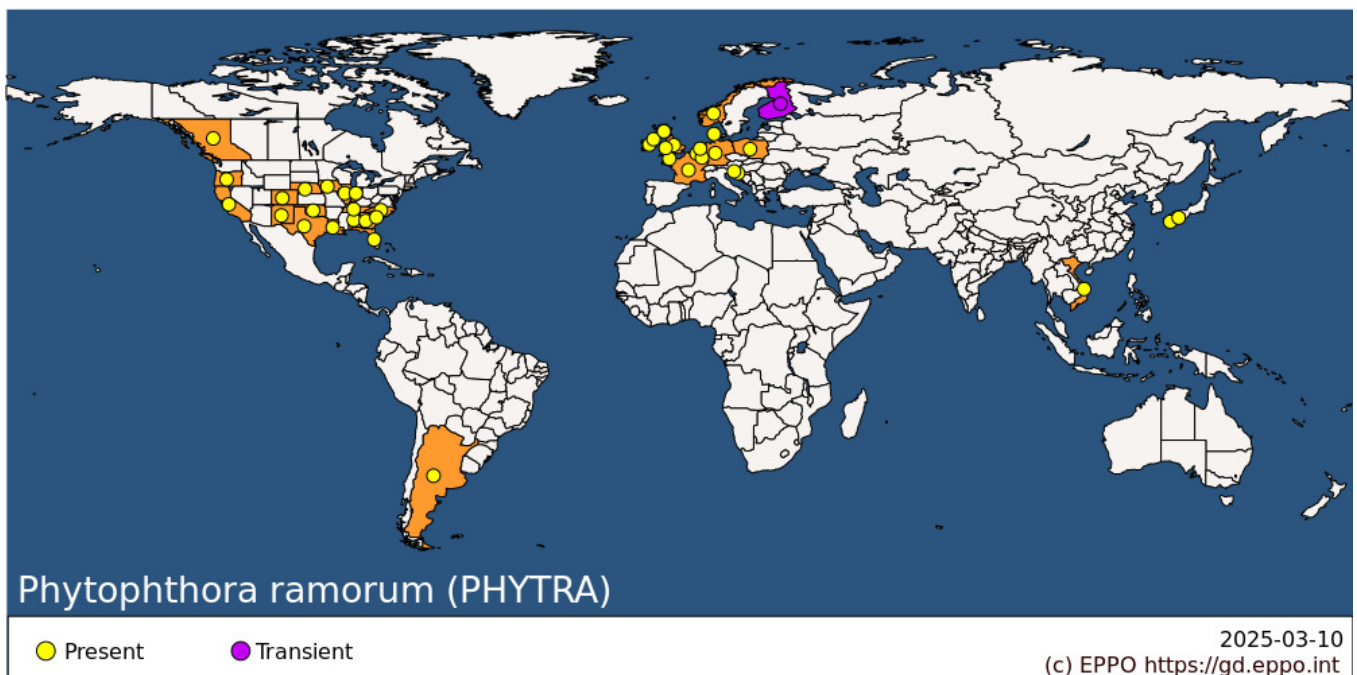 Phytophthora ramorum (PHYTRA)
Present
Transient
2025-03-10
(c) EPPO https://gd.eppo.int